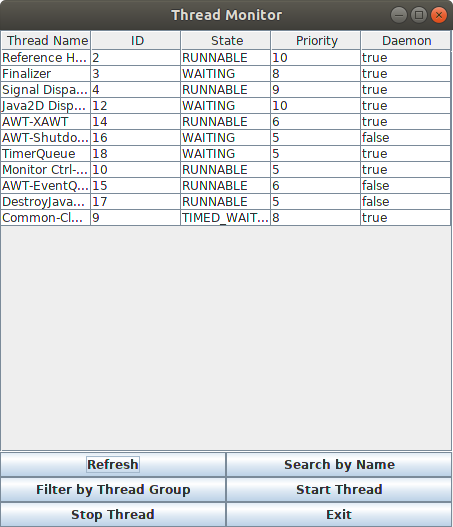 Thread Monitor
Thread Name ID State Priority Daemon
Reference H... 2 RUNNABLE 10 true
Finalizer 3 WAITING 8 true
Signal Dispa... 4 RUNNABLE 9 true
Java2D Disp... 12 WAITING 10 true
AWT-XAWT 14 RUNNABLE 6 true
AWT-Shutdo... 16 WAITING 5 false
TimerQueue 18 WAITING 5 true
Monitor Ctrl-... 10 RUNNABLE 5 true
AWT-EventQ... 15 RUNNABLE 6 false
DestroyJava... 17 RUNNABLE 5 false
Common-Cl... 9 TIMED_WAIT... 8 true
Refresh Search by Name
Filter by Thread Group Start Thread
Stop Thread Exit